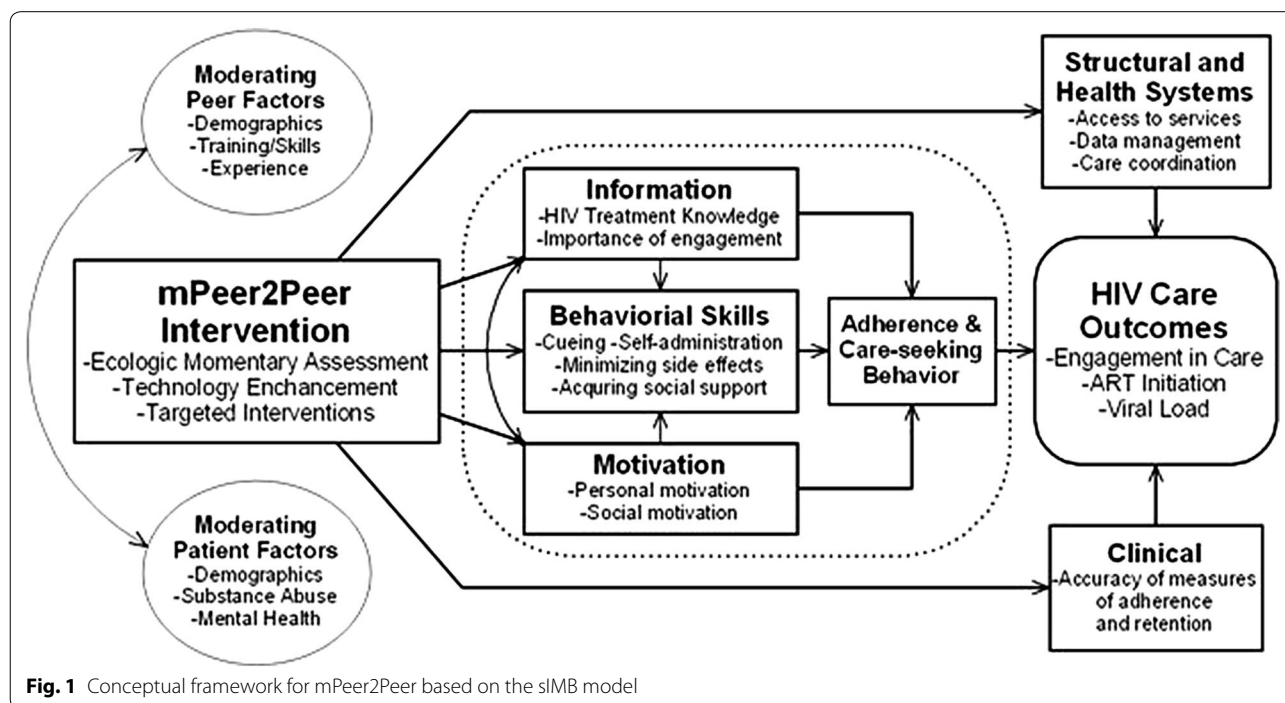 Moderating
Peer Factors
-Demographics
-Training/Skills
-Experience
mPeer2Peer
Intervention
-Ecologic Momentary Assessment
-Technology Enchancement
-Targeted Interventions
Moderating
Patient Factors
-Demographics
-Substance Abuse
-Mental Health
Information
-HIV Treatment Knowledge
-Importance of engagement
Behaviorial Skills
-Cueing -Self-administration
-Minimizing side effects
-Acquring social support
Motivation
-Personal motivation
-Social motivation
Adherence &
Care-seeking
Behavior
Structural and
Health Systems
-Access to services
-Data management
-Care coordination
HIV Care
Outcomes
-Engagement in Care
-ART Initiation
-Viral Load
Clinical
-Accuracy of measures
of adherence
and retention
Fig. 1 Conceptual framework for mPeer2Peer based on the sIMB model